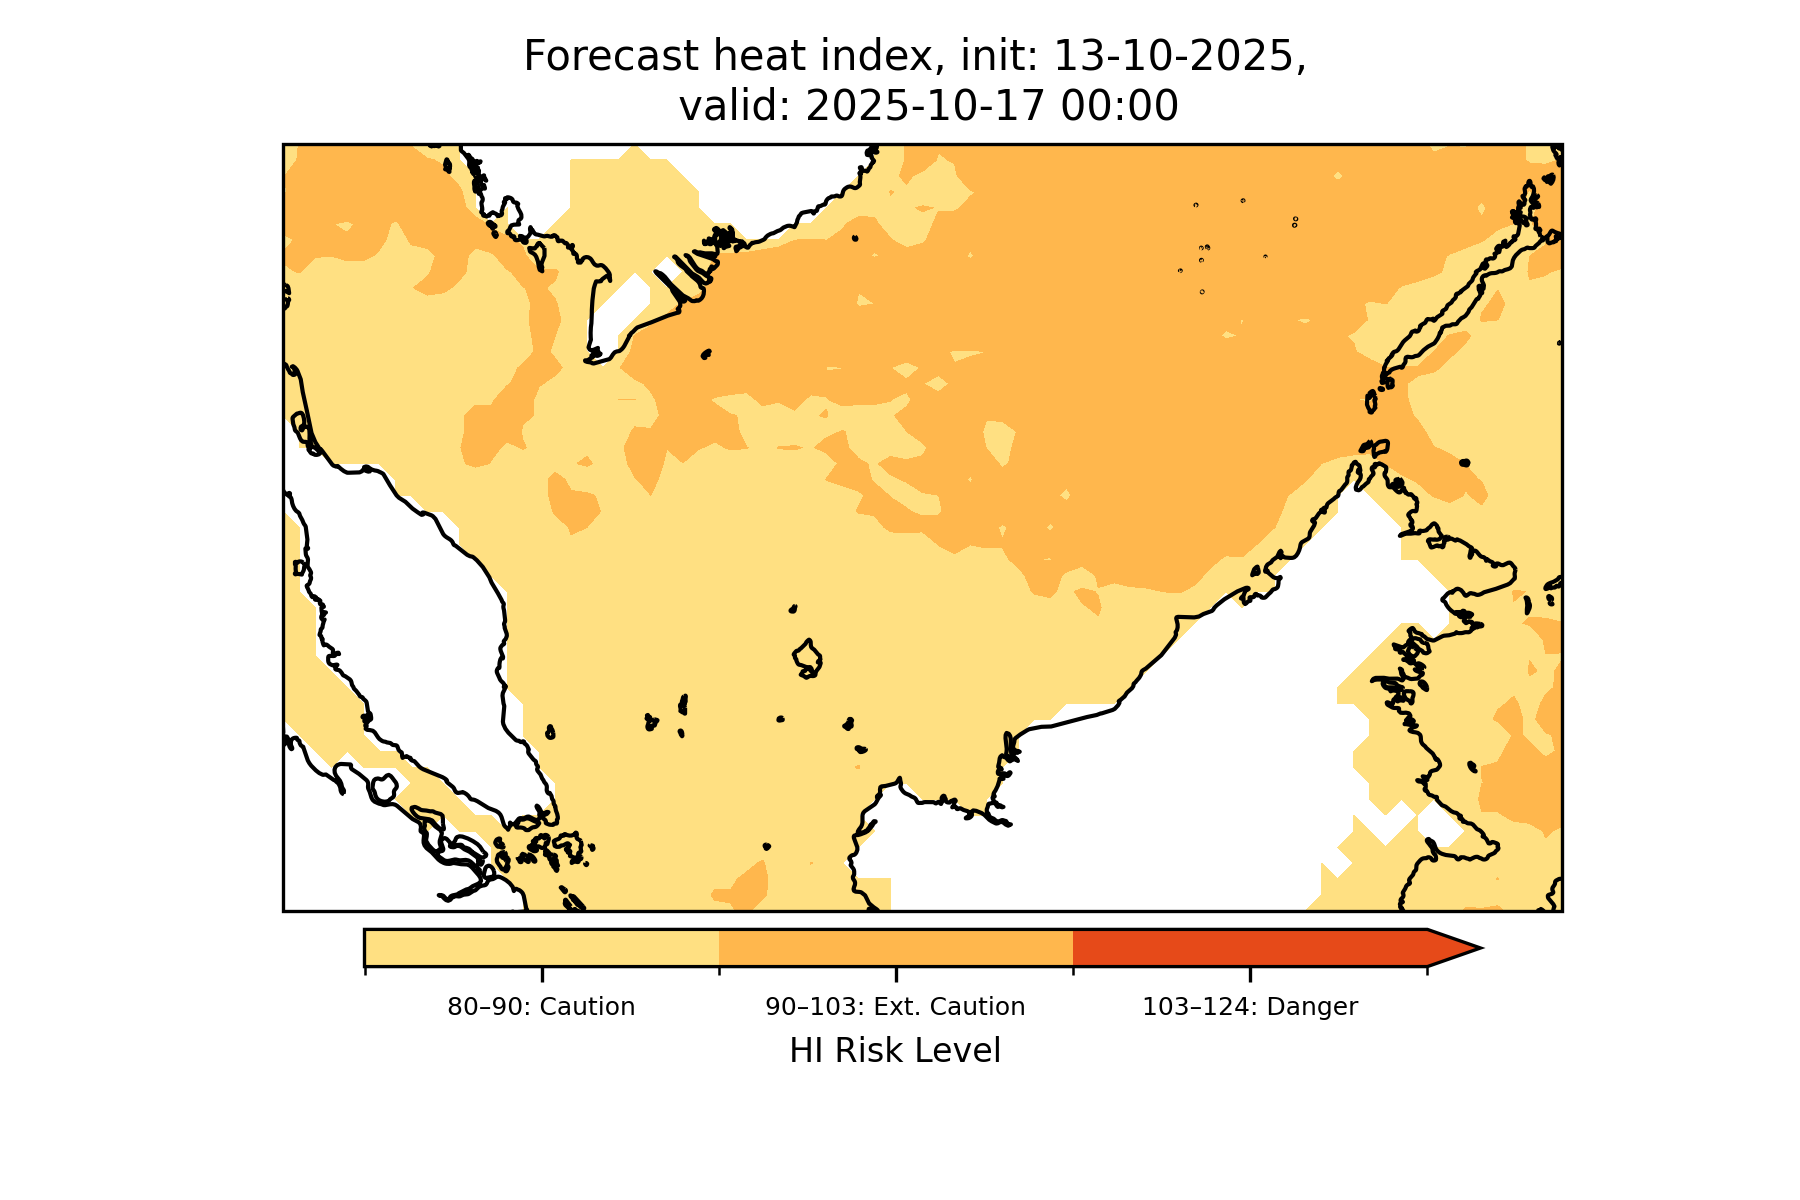 Forecast heat index, init: 13-10-2025,
valid: 2025-10-17 00:00
80–90: Caution
90–103: Ext. Caution
103–124: Danger
HI Risk Level